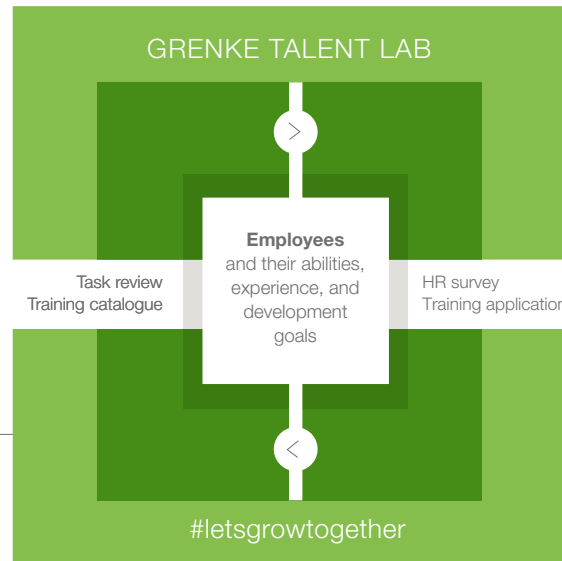 GRENKE TALENT LAB
>
Employees
and their abilities,
experience, and
development
goals
Task review
Training catalogue
HR survey
Training application
<
#letsgrowtogether